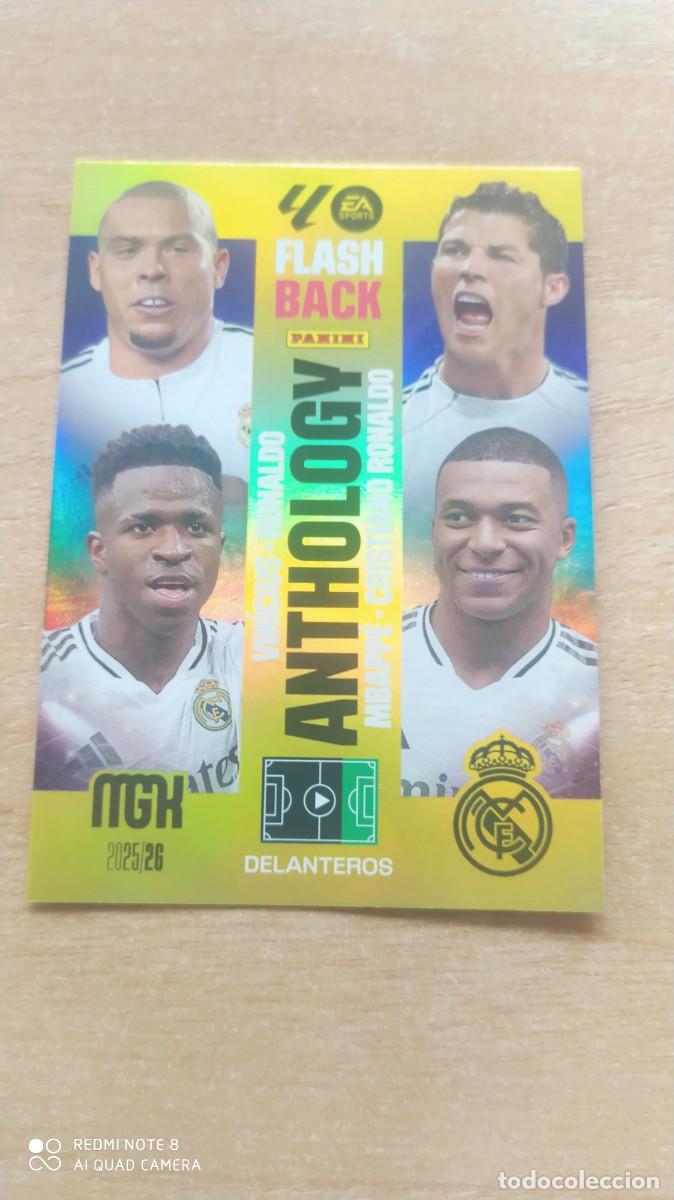 EA
SPORTS
FLASH
BACK
PANINI
ANTHOLOGY
VINICIUS - RONALDO
MBAPPE - CRISTIANO RONALDO
MGK
2025/26
DELANTEROS
REDMI NOTE 8
AI QUAD CAMERA
todocoleccion